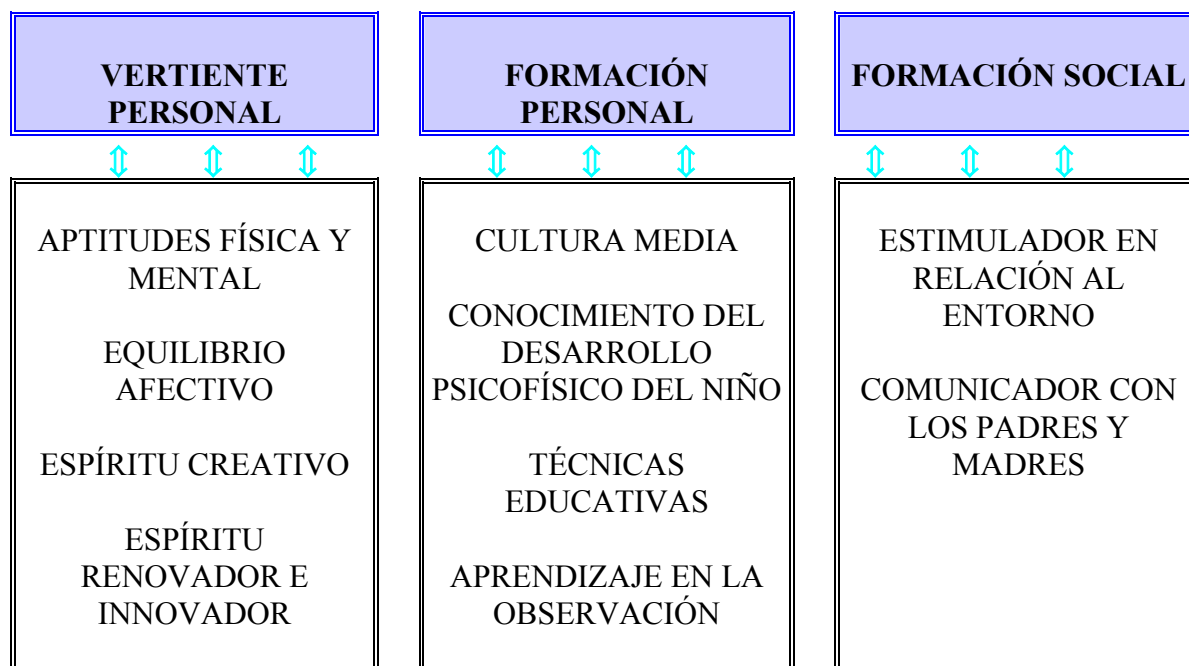 VERTIENTE
PERSONAL
APTITUDES FÍSICA Y
MENTAL
EQUILIBRIO
AFECTIVO
ESPÍRITU CREATIVO
ESPÍRITU
RENOVADOR E
INNOVADOR
FORMACIÓN
PERSONAL
CULTURA MEDIA
CONOCIMIENTO DEL
DESARROLLO
PSICOFÍSICO DEL NIÑO
TÉCNICAS
EDUCATIVAS
APRENDIZAJE EN LA
OBSERVACIÓN
FORMACIÓN SOCIAL
ESTIMULADOR EN
RELACIÓN AL
ENTORNO
COMUNICADOR CON
LOS PADRES Y
MADRES